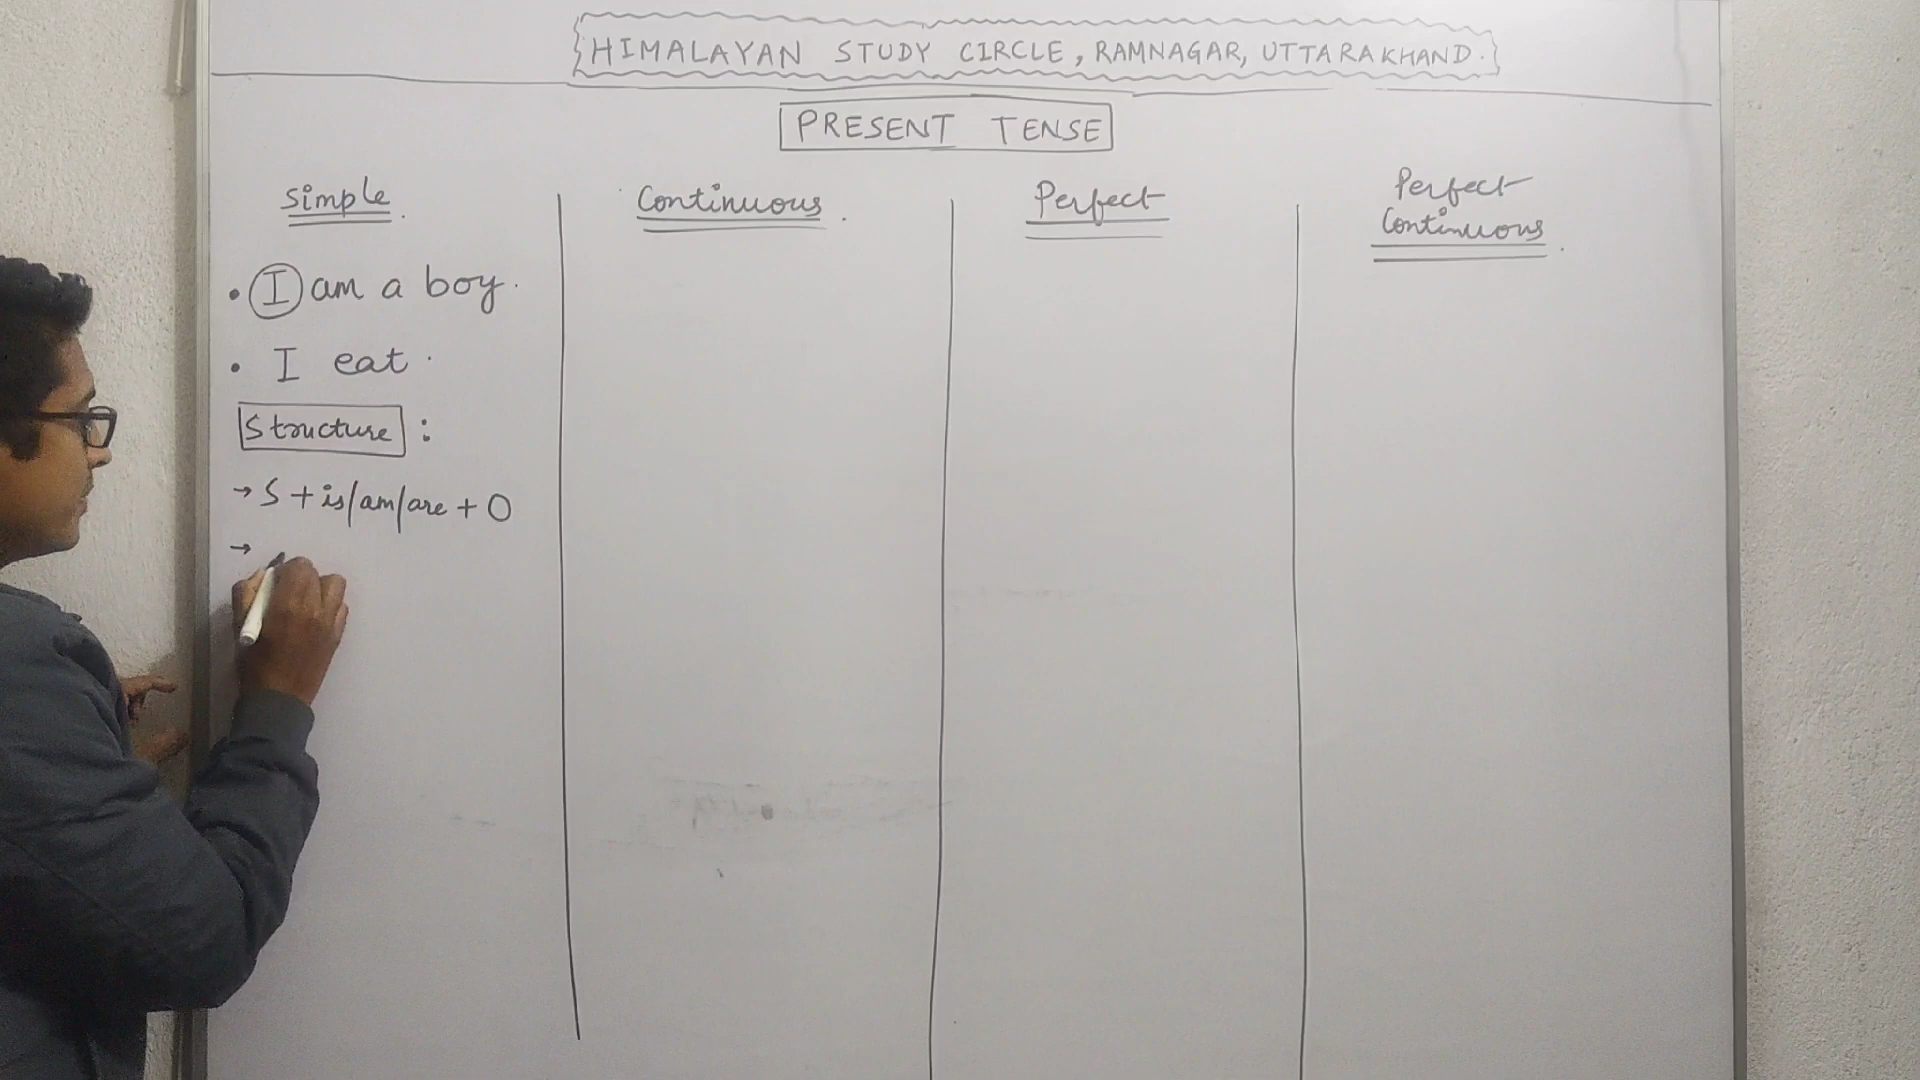 HIMALAYAN STUDY CIRCLE, RAMNAGAR, UTTARAKHAND.
PRESENT TENSE
Simple.
• I am a boy.
• I eat.
Structure :
→ S + is/am/are + O
→
Continuous.
Perfect
Perfect
Continuous.